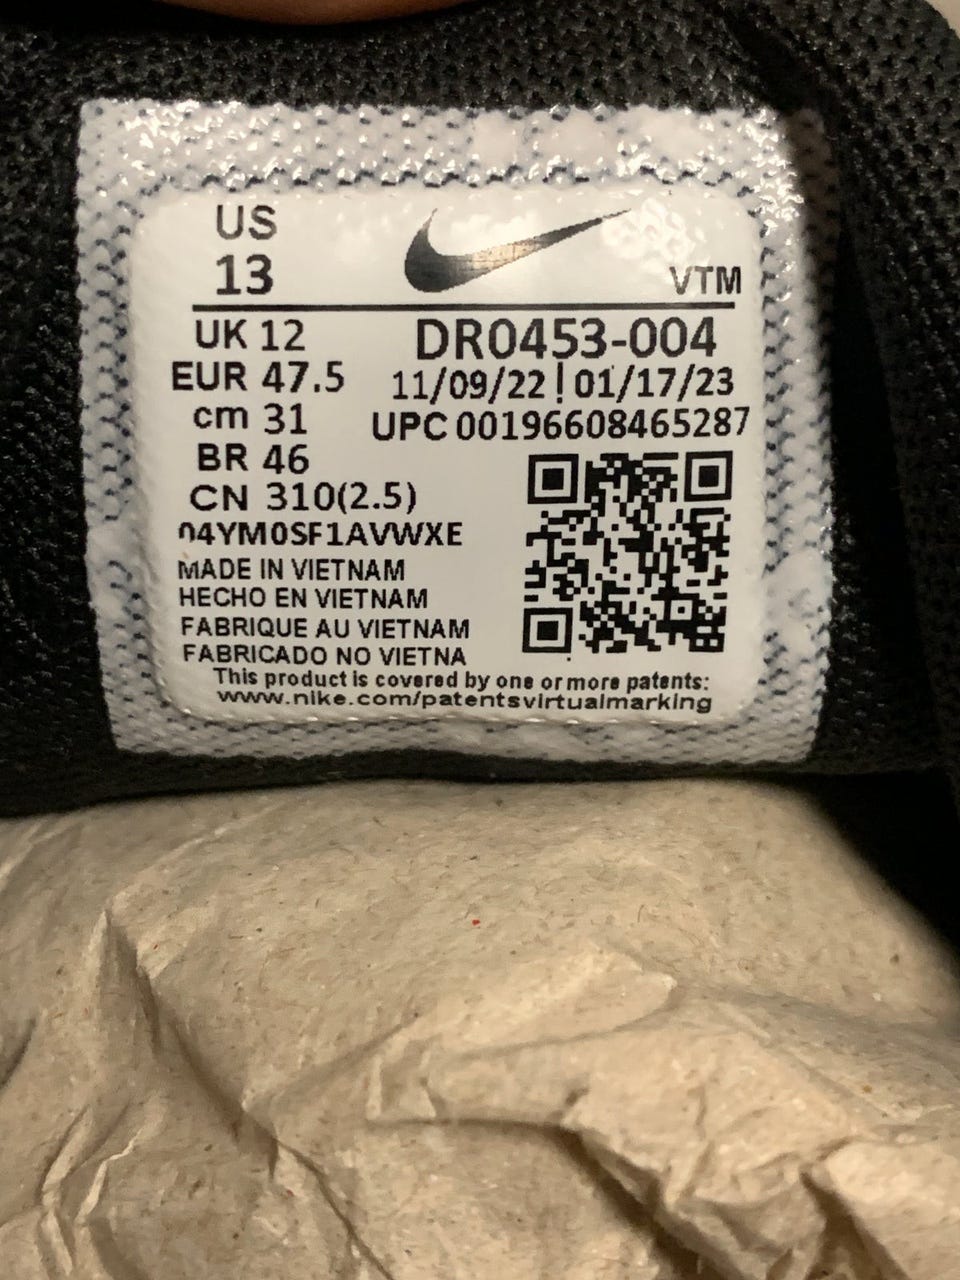 US
13
VTM
UK 12
DR0453-004
EUR 47.5
11/09/22 | 01/17/23
cm 31
UPC 00196608465287
BR 46
CN 310(2.5)
04YM0SF1AVWXE
MADE IN VIETNAM
HECHO EN VIETNAM
FABRIQUE AU VIETNAM
FABRICADO NO VIETNA
This product is covered by one or more patents:
www.nike.com/patentsvirtualmarking